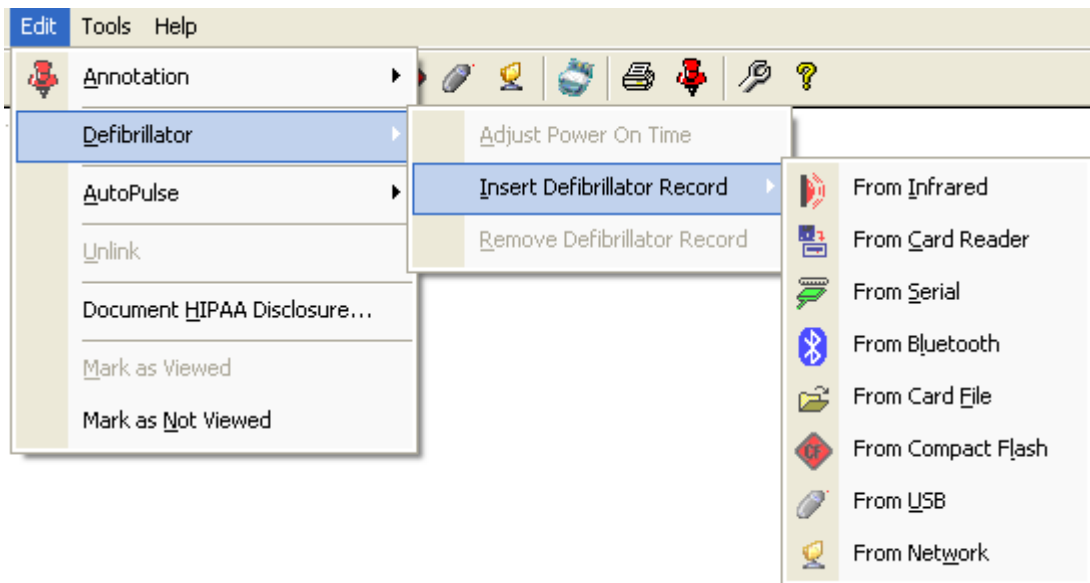 Edit Tools Help
Annotation
Defibrillator
AutoPulse
Unlink
Document HIPAA Disclosure...
Mark as Viewed
Mark as Not Viewed
Adjust Power On Time
Insert Defibrillator Record
Remove Defibrillator Record
From Infrared
From Card Reader
From Serial
From Bluetooth
From Card File
CF
From Compact Flash
From USB
From Network